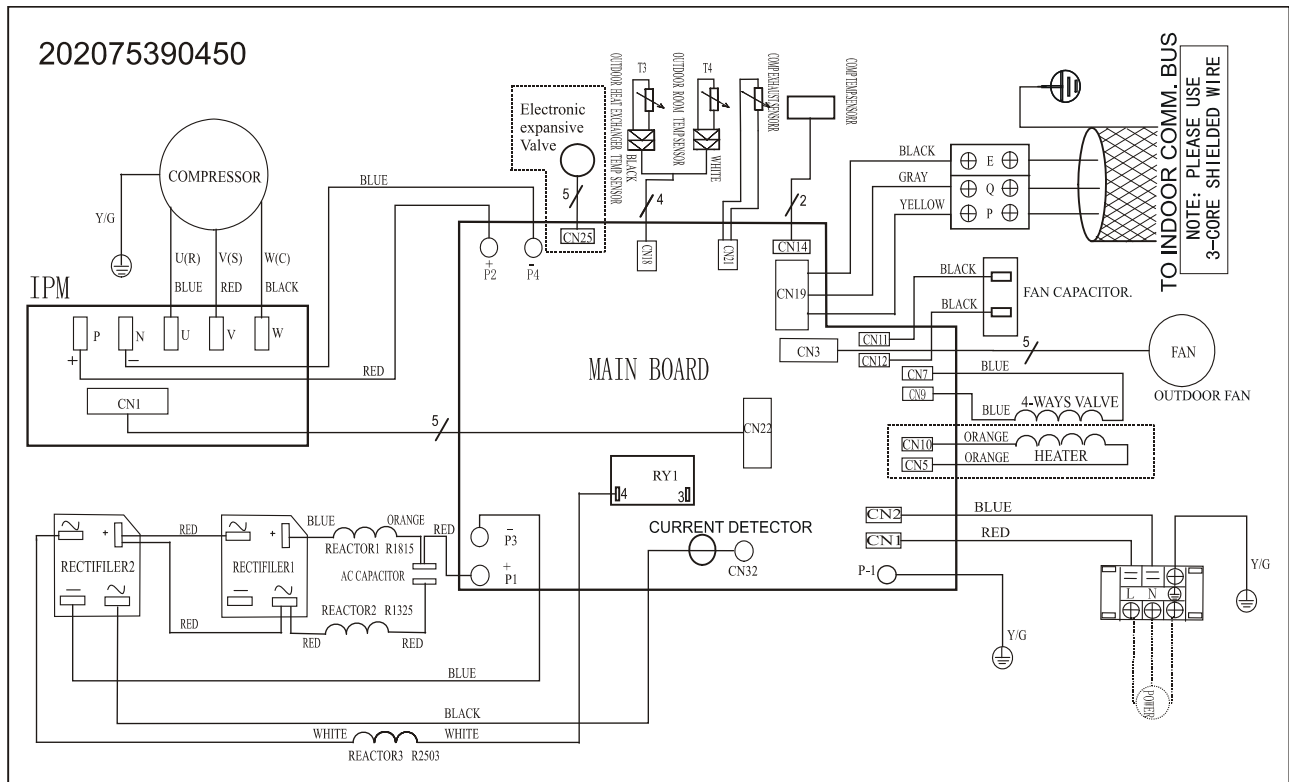 202075390450
COMPRESSOR
Y/G
U(R)
V(S)
W(C)
BLUE
RED
BLACK
IPM
P
N
U
V
W
+
−
CN1
BLUE
RED
5
Electronic
expansive
Valve
5
CN25
OUTDOOR HEAT EXCHANGER TEMP SENSOR
T3
BLACK
OUTDOOR ROOM TEMPSENSOR
T4
WHITE
4
CN18
COMPEXHAUSTSENSORR
CN21
COMPTEMPSENSORR
2
CN14
+
P2
-
P4
MAIN BOARD
CN19
BLACK
GRAY
YELLOW
E
Q
P
TO INDOOR COMM. BUS
NOTE: PLEASE USE
3-CORE SHIELDED WIRE
BLACK
BLACK
FAN CAPACITOR.
CN11
CN12
CN3
5
FAN
OUTDOOR FAN
CN7
BLUE
CN9
BLUE
4-WAYS VALVE
CN10
ORANGE
CN5
ORANGE
HEATER
CN22
RY1
4
3
CURRENT DETECTOR
CN32
CN2
BLUE
CN1
RED
P-1
Y/G
Y/G
L
N
POWER
−
P3
+
P1
RECTIFILER2
+
RED
RED
RECTIFILER1
+
BLUE
ORANGE
RED
REACTOR1 R1815
AC CAPACITOR
REACTOR2 R1325
RED
RED
BLUE
BLACK
WHITE
WHITE
REACTOR3 R2503